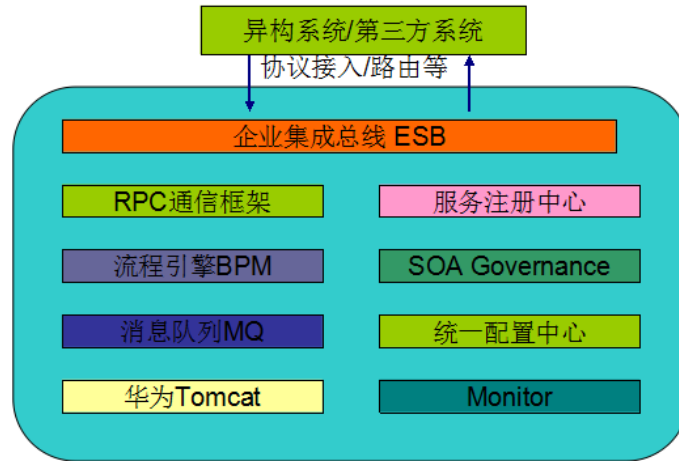 异构系统/第三方系统
协议接入/路由等
企业集成总线 ESB
RPC通信框架
服务注册中心
流程引擎BPM
SOA Governance
消息队列MQ
统一配置中心
华为Tomcat
Monitor